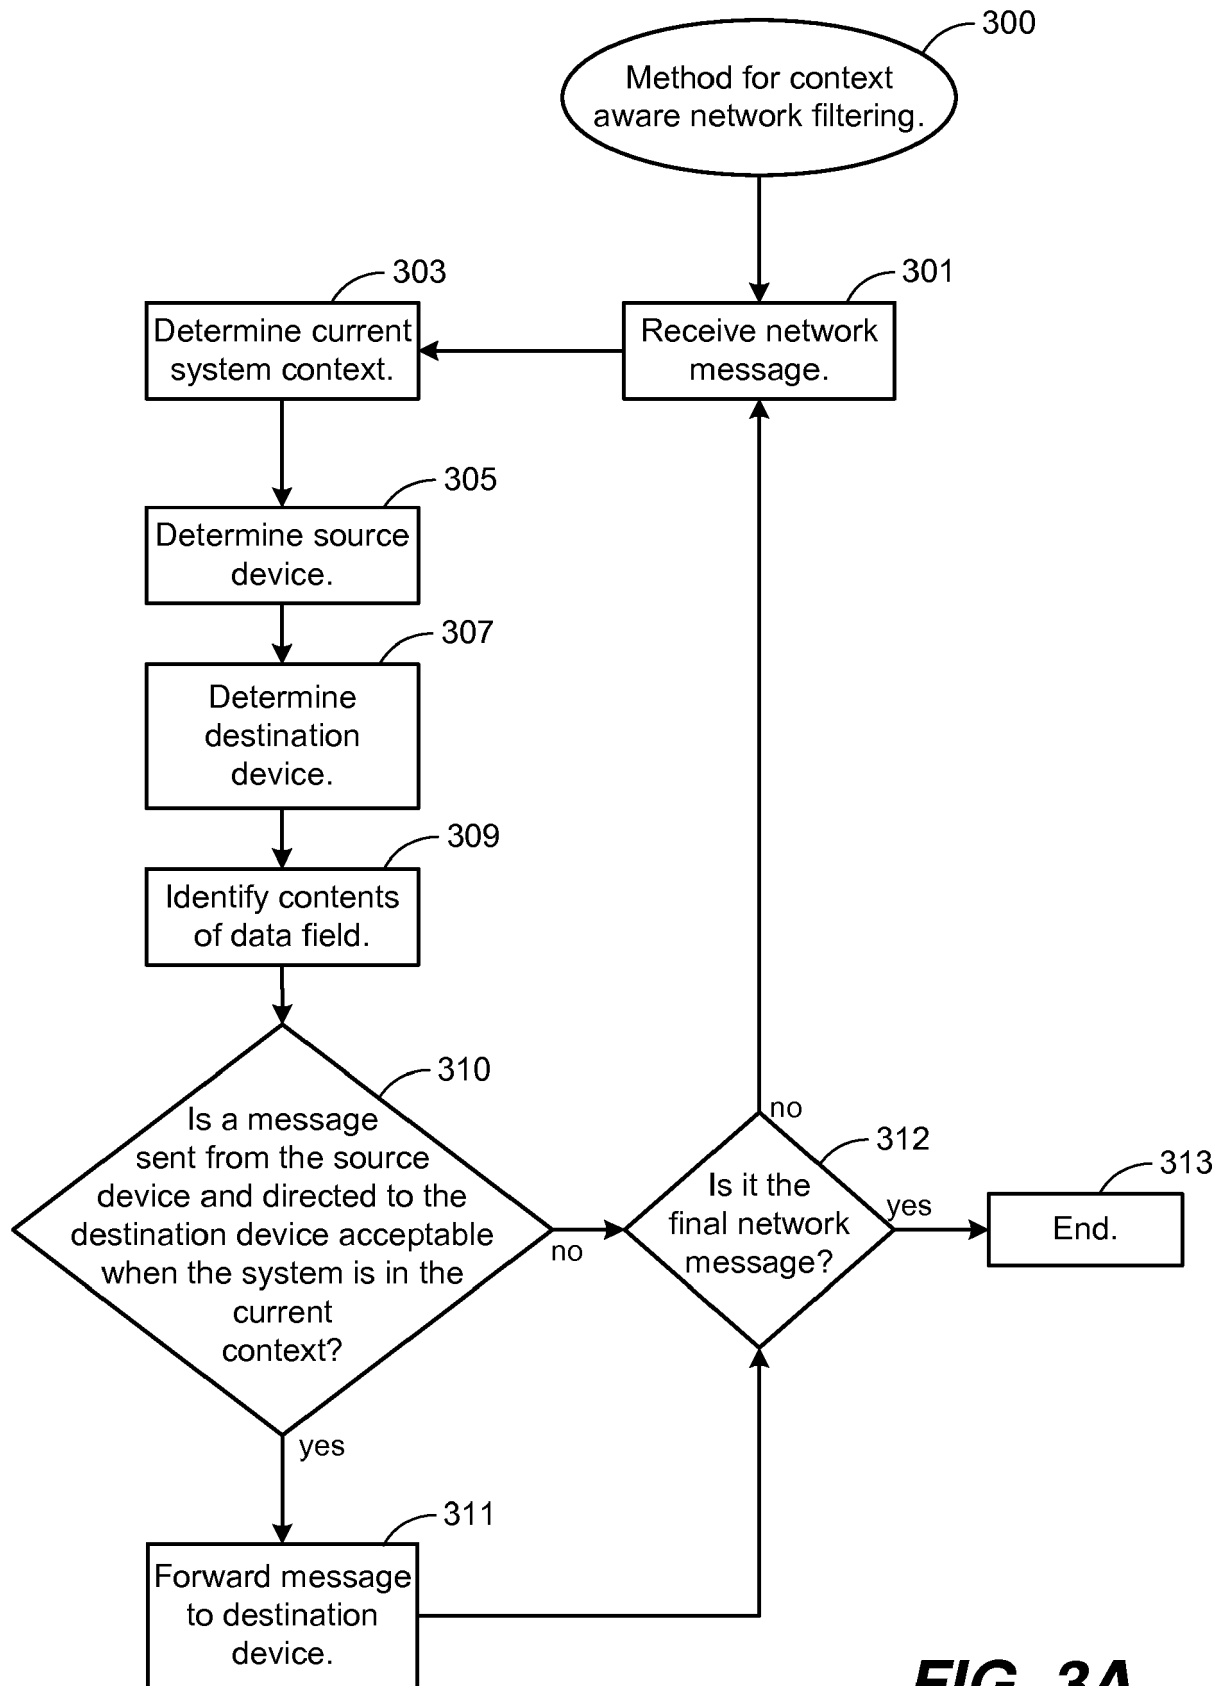 300
Method for context
aware network filtering.
303
Determine current
system context.
301
Receive network
message.
305
Determine source
device.
307
Determine
destination
device.
309
Identify contents
of data field.
310
Is a message
sent from the source
device and directed to the
destination device acceptable
when the system is in the
current
context?
no
yes
312
no
Is it the
final network
message?
yes
313
End.
311
Forward message
to destination
device.
FIG. 3A